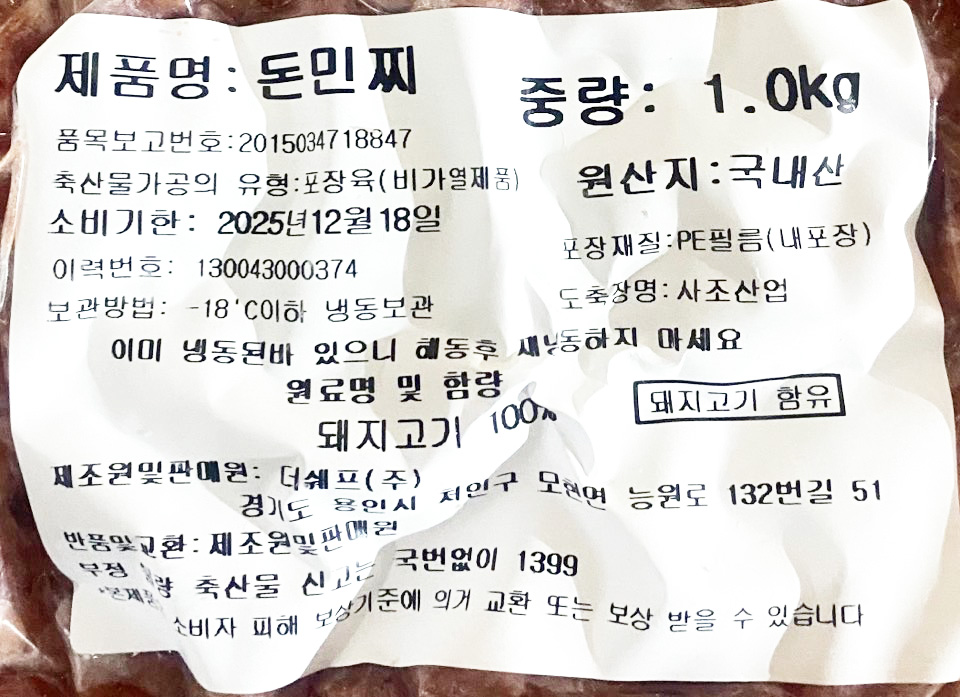 제품명: 돈민찌
중량: 1.0kg
품목보고번호:2015034718847
축산물가공의 유형:포장육(비가열제품)
원산지:국내산
소비기한: 2025년12월18일
포장재질:PE필름(내포장)
이력번호: 130043000374
도축장명:사조산업
보관방법: -18'C이하 냉동보관
이미 냉동된바 있으니 해동후 재냉동하지 마세요
원료명 및 함량
돼지고기 100%
돼지고기 함유
제조원및판매원: 더쉐프(주)
경기도 용인시 처인구 모현면 능원로 132번길 51
반품및교환:제조원및판매원
부정 축산물 신고는 국번없이 1399
소비자 피해 보상기준에 의거 교환 또는 보상 받을 수 있습니다